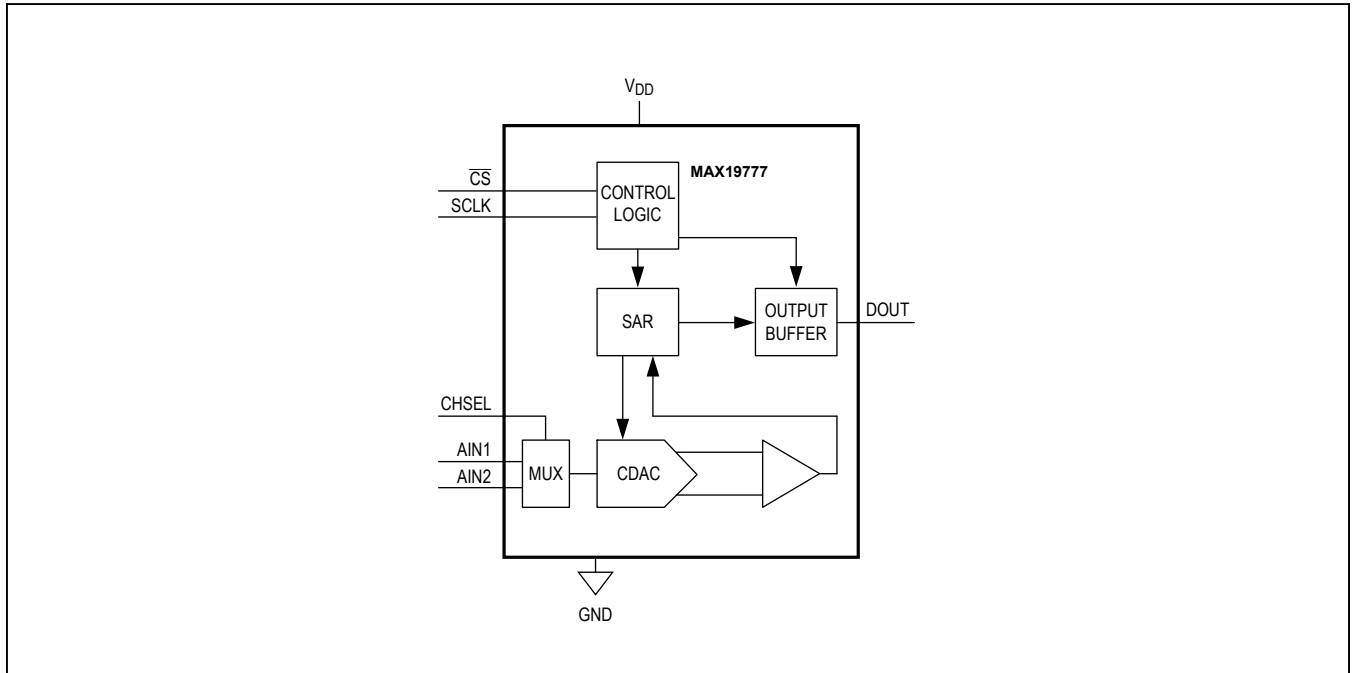 VDD
MAX19777
CS
SCLK
CONTROL
LOGIC
SAR
OUTPUT
BUFFER
DOUT
CHSEL
AIN1
AIN2
MUX
CDAC
GND